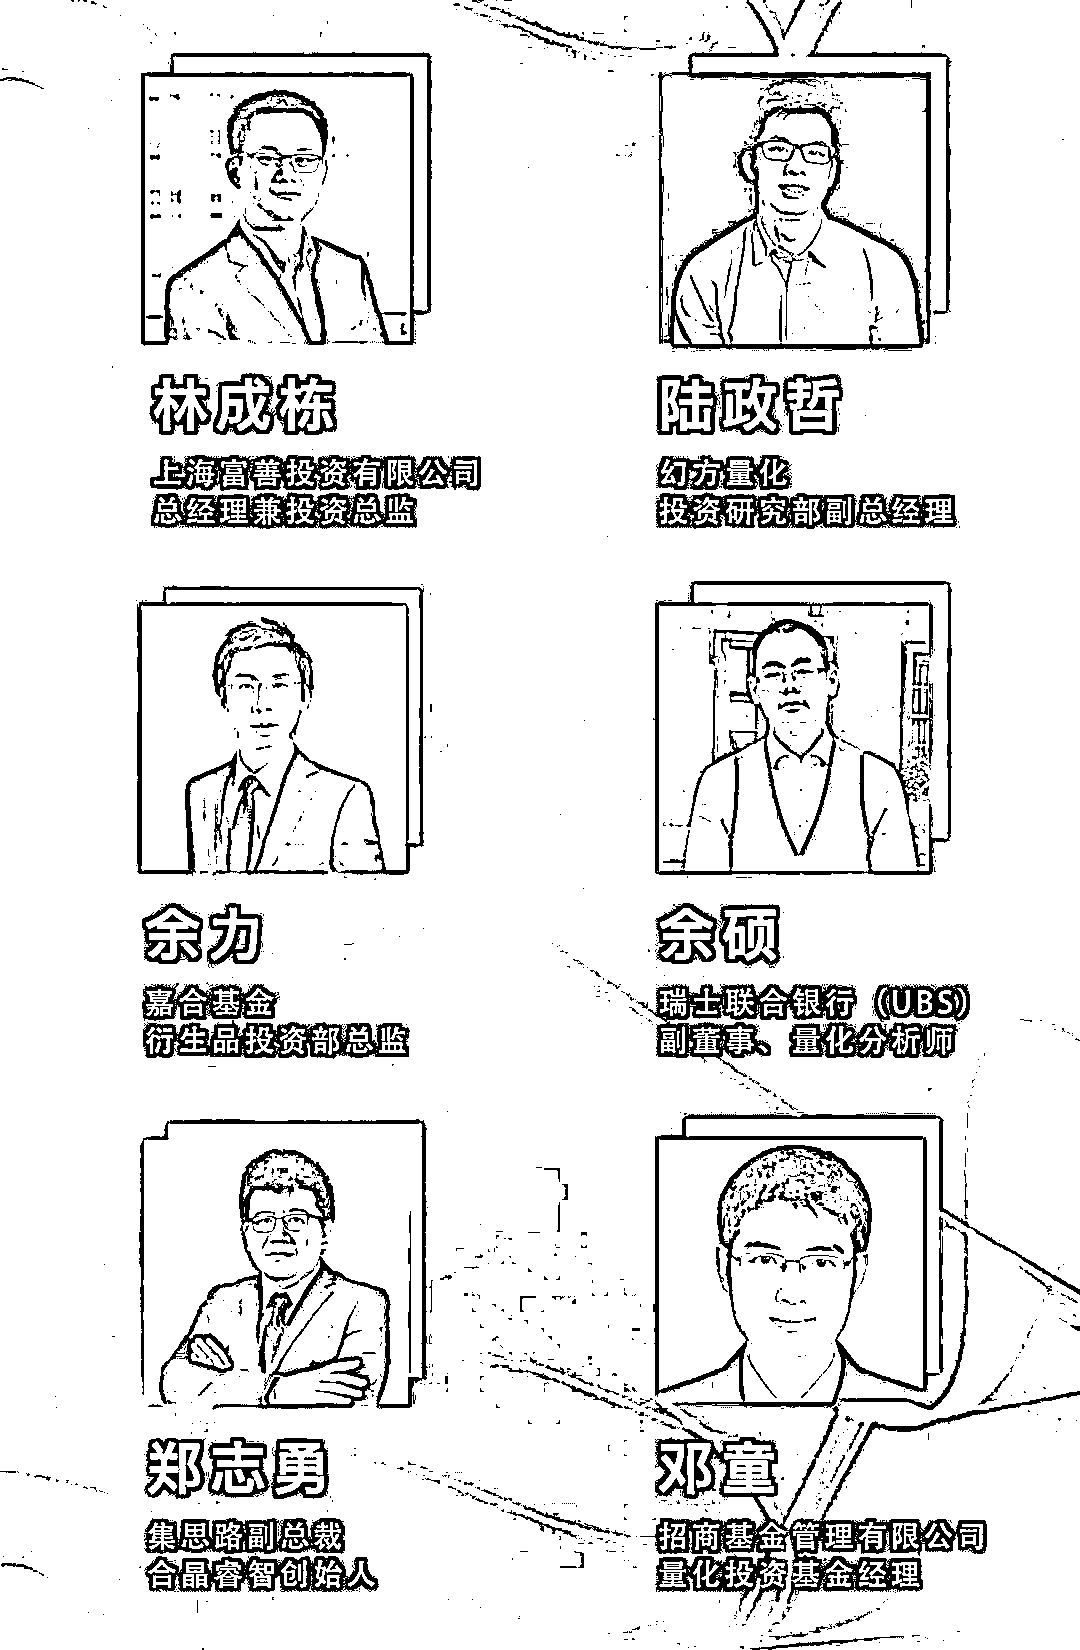 林成栋
上海富善投资有限公司
总经理兼投资总监
陆政哲
幻方量化
投资研究部副总经理
余力
嘉合基金
衍生品投资部总监
余硕
瑞士联合银行（UBS）
副董事、量化分析师
郑志勇
集思路副总裁
合晶睿智创始人
邓童
招商基金管理有限公司
量化投资基金经理